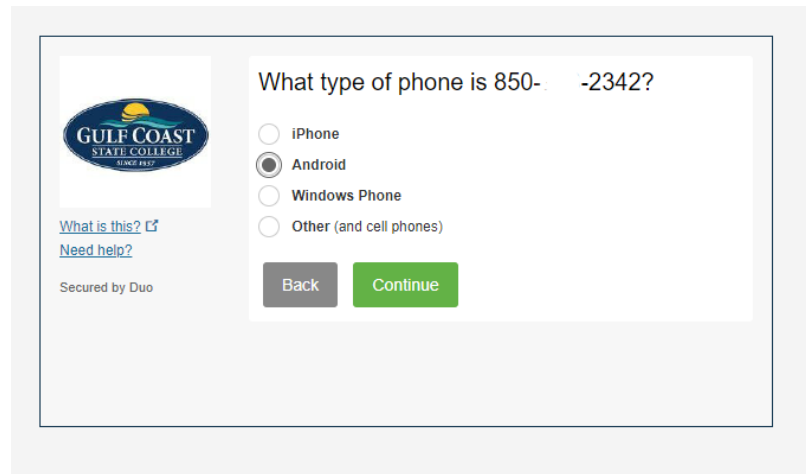 GULF COAST
STATE COLLEGE
SINCE 1957
What is this?
Need help?
Secured by Duo
What type of phone is 850- -2342?
iPhone
Android
Windows Phone
Other (and cell phones)
Back Continue